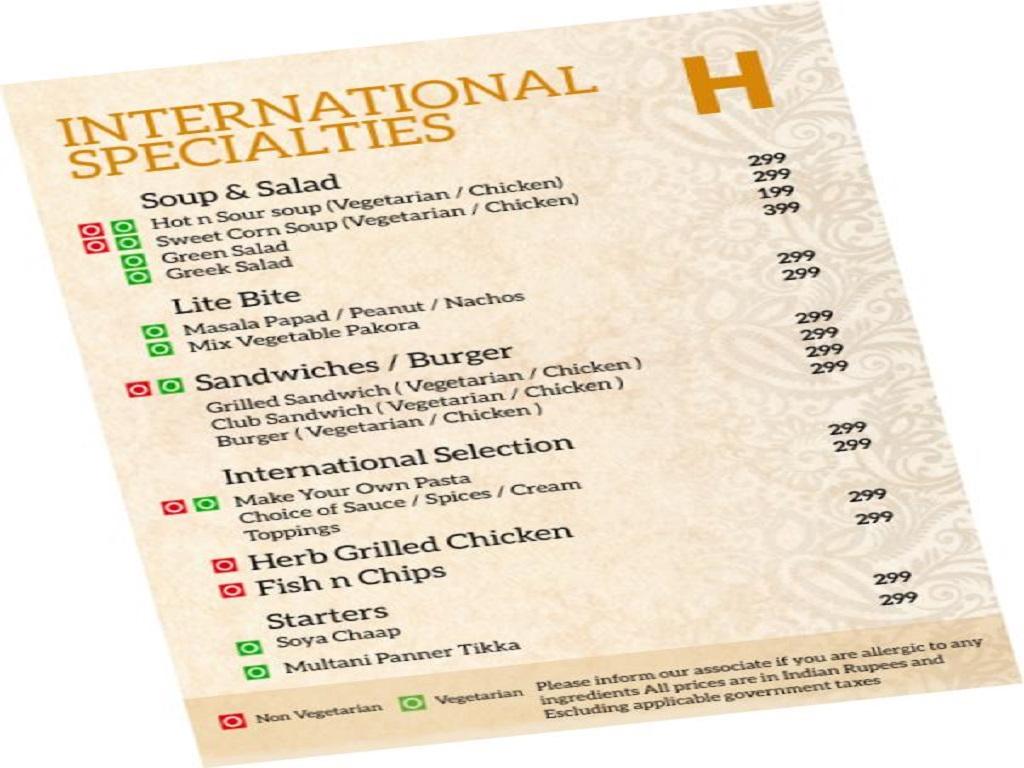 INTERNATIONAL
SPECIALTIES
H
Soup & Salad
Hot n Sour soup (Vegetarian / Chicken) 299
Sweet Corn Soup (Vegetarian / Chicken) 299
Green Salad 199
Greek Salad 399
Lite Bite
Masala Papad / Peanut / Nachos 299
Mix Vegetable Pakora 299
Sandwiches / Burger 299
Grilled Sandwich ( Vegetarian / Chicken ) 299
Club Sandwich ( Vegetarian / Chicken ) 299
Burger ( Vegetarian / Chicken ) 299
International Selection
Make Your Own Pasta 299
Choice of Sauce / Spices / Cream 299
Toppings
Herb Grilled Chicken 299
Fish n Chips 299
Starters
Soya Chaap 299
Multani Panner Tikka 299
Non Vegetarian Vegetarian
Please inform our associate if you are allergic to any
ingredients All prices are in Indian Rupees and
Escluding applicable government taxes